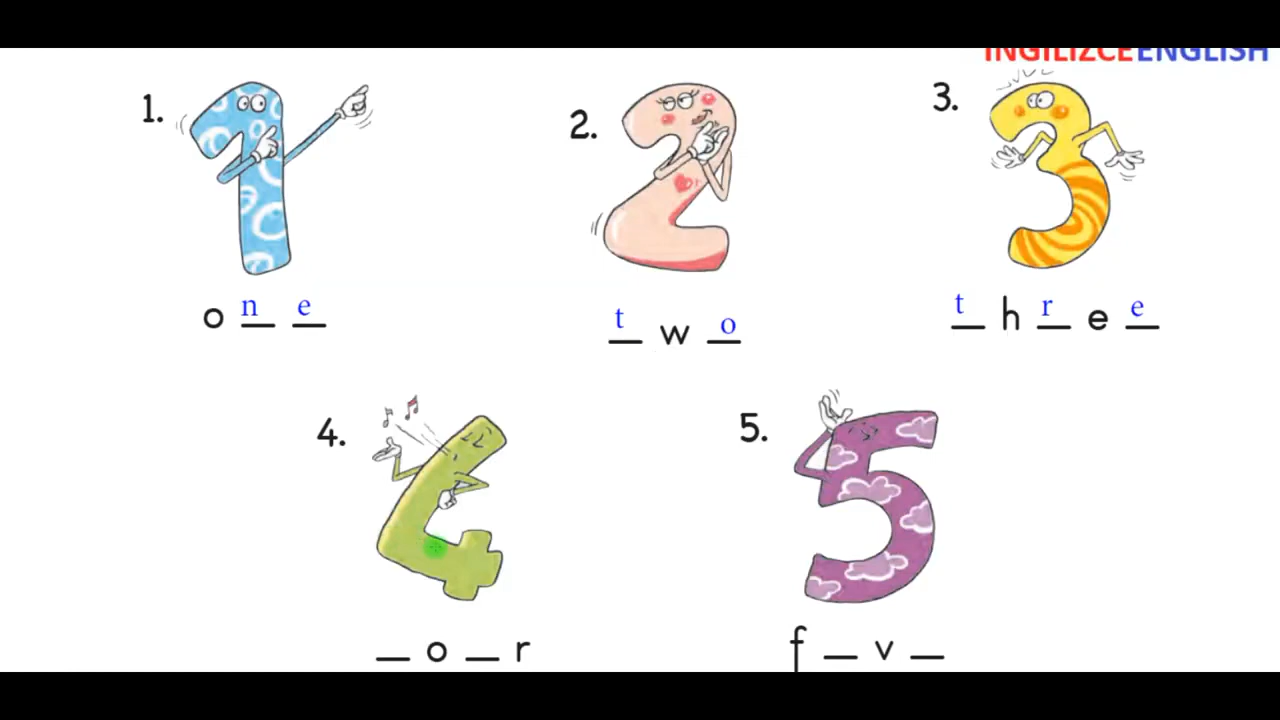 INGILIZCEENGLISH
1.
2.
3.
o n e
t w o
t h r e e
4.
5.
_ o _ r
f _ v _